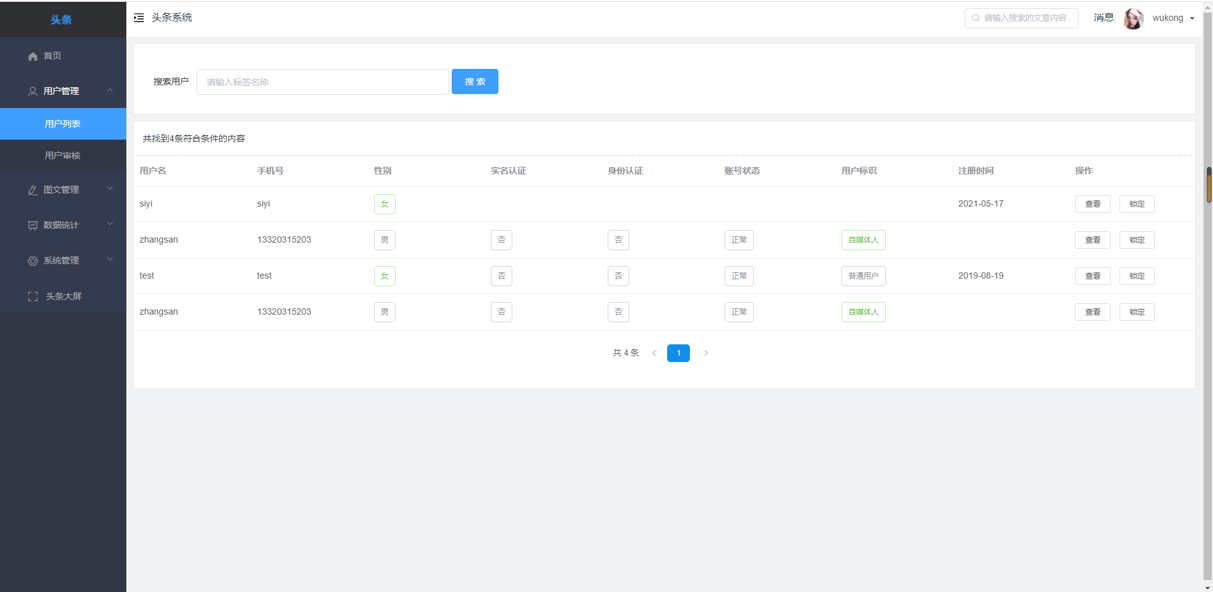 头条
头条系统
请输入搜索的文章内容
消息
wukong
首页
用户管理
用户列表
用户审核
图文管理
数据统计
系统管理
头条大屏
搜索用户 请输入标签名称 搜 索
共找到4条符合条件的内容
用户名 手机号 性别 实名认证 身份认证 账号状态 用户标识 注册时间 操作
siyi siyi 女 2021-05-17 查看 锁定
zhangsan 13320315203 男 否 否 正常 自媒体人 查看 锁定
test test 女 否 否 正常 普通用户 2019-08-19 查看 锁定
zhangsan 13320315203 男 否 否 正常 自媒体人 查看 锁定
共 4 条 1